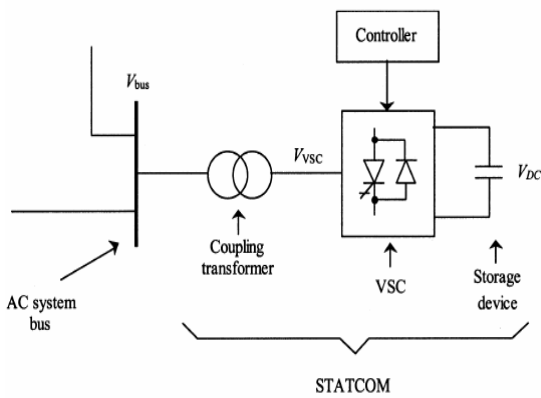 Controller
V_bus
V_VSC
V_DC
Coupling
transformer
VSC
Storage
device
AC system
bus
STATCOM